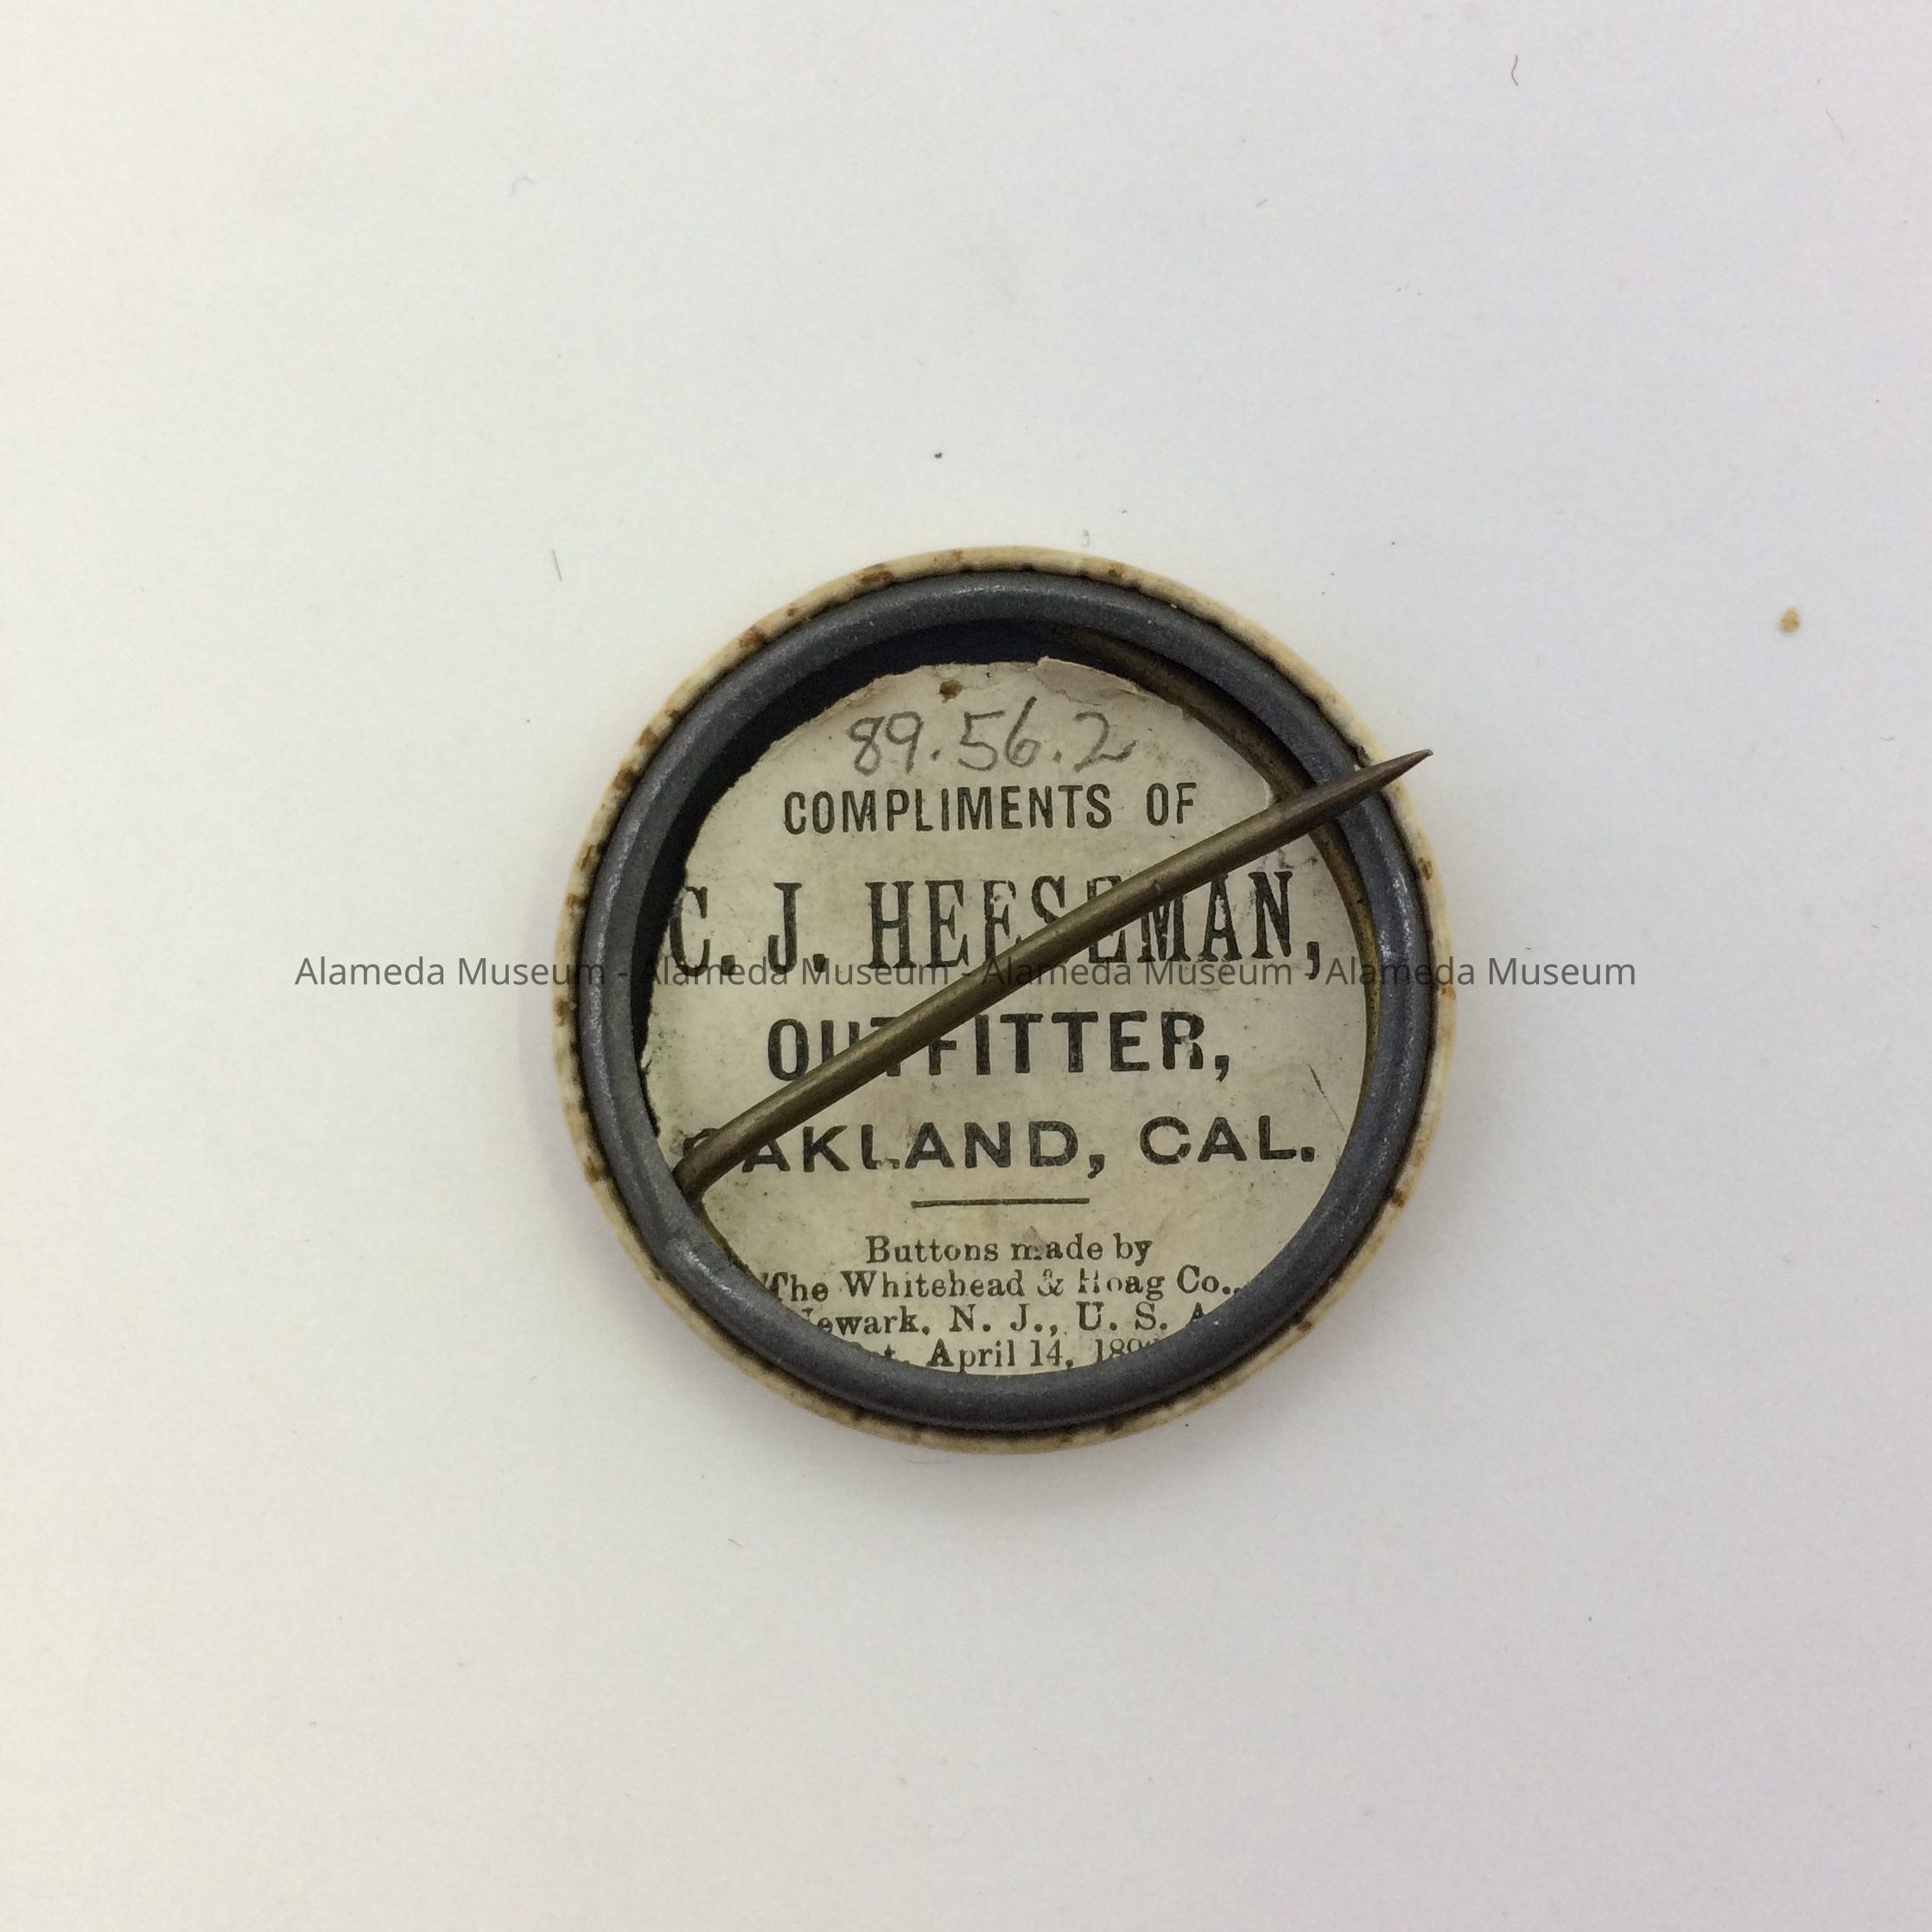 89.56.2
COMPLIMENTS OF
C. J. HEESEMAN,
Alameda Museum - Alameda Museum - Alameda Museum - Alameda Museum
OUTFITTER,
OAKLAND, CAL.
Buttons made by
The Whitehead & Hoag Co.,
Newark, N. J., U. S. A
April 14,